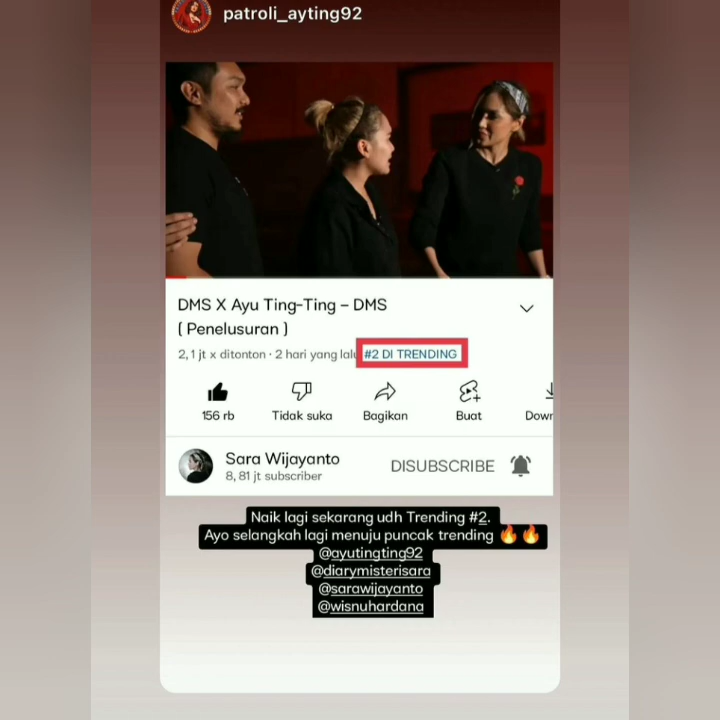 patroli_ayting92
DMS X Ayu Ting-Ting – DMS
( Penelusuran )
2,1 jt x ditonton · 2 hari yang lalu #2 DI TRENDING
156 rb Tidak suka Bagikan Buat Down
Sara Wijayanto
8,81 jt subscriber
DISUBSCRIBE
Naik lagi sekarang udh Trending #2.
Ayo selangkah lagi menuju puncak trending 🔥🔥
@ayutingting92
@diarymisterisara
@sarawijayanto
@wisnuhardana